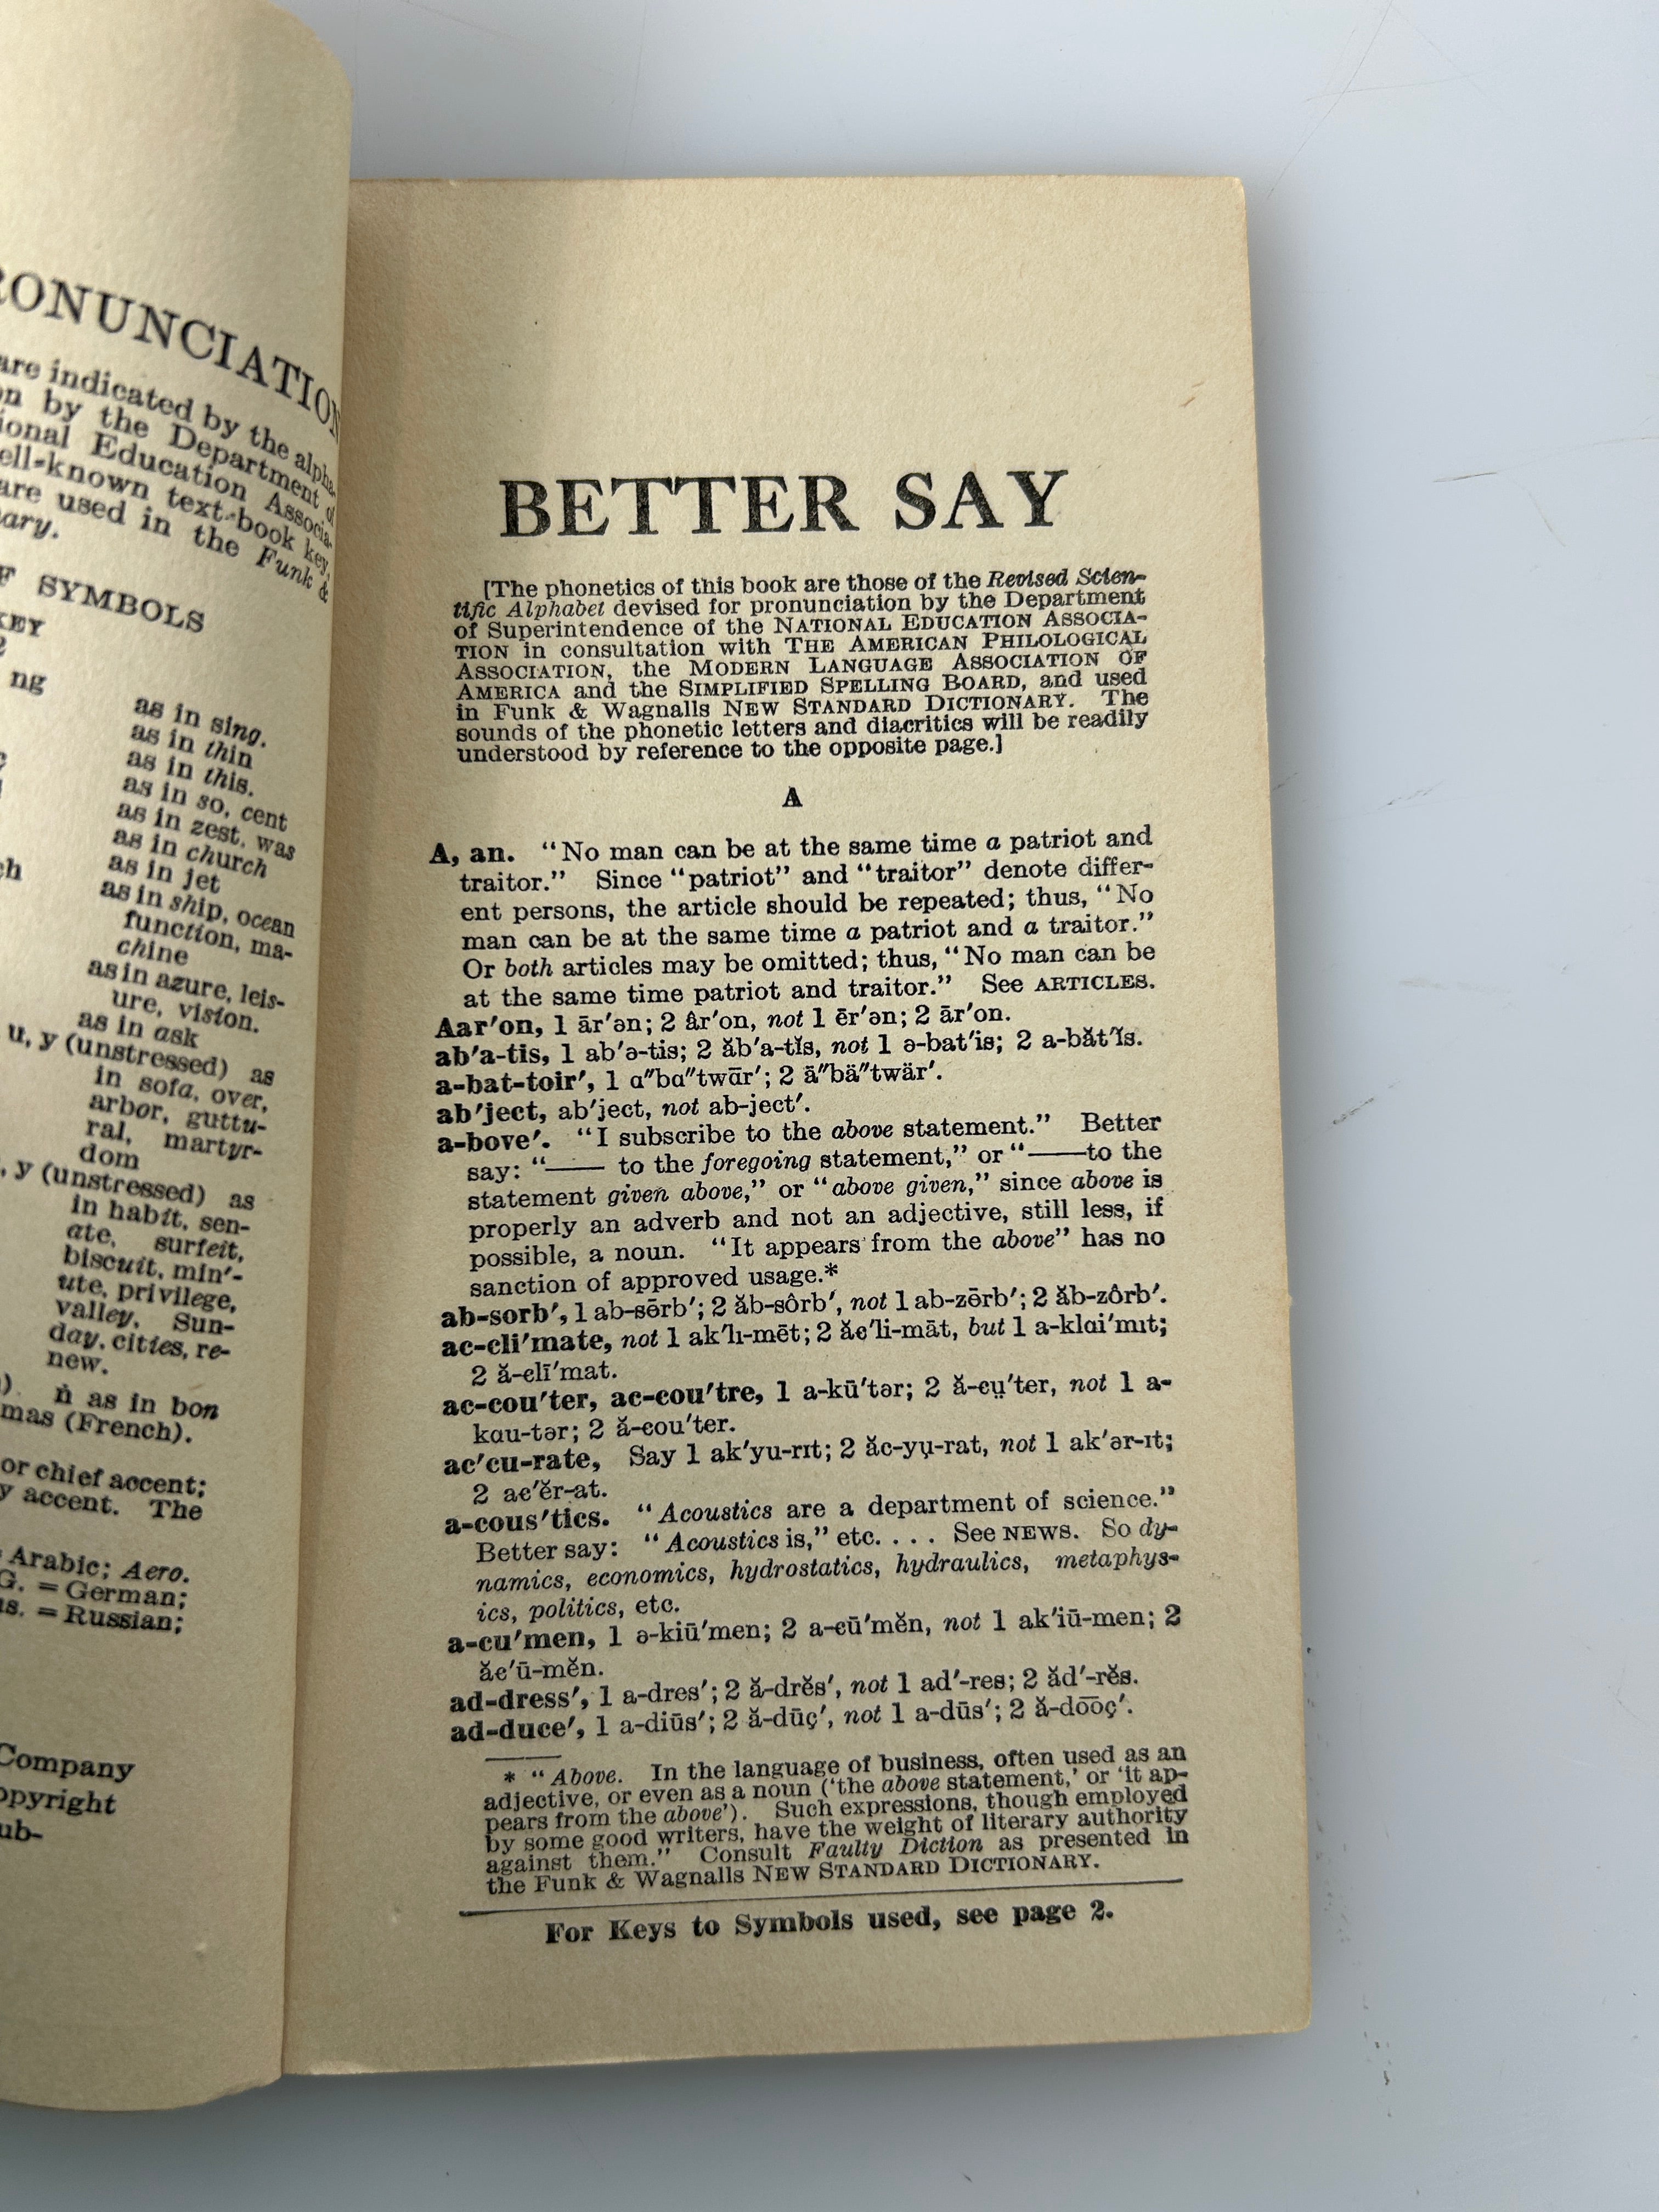 RONUNCIATION
are indicated by the alpha-
on by the Department of
ional Education Associa-
ell-known text-book key,
are used in the Funk &
ary.
F SYMBOLS
KEY
2
ng
as in sing.
as in thin
as in this.
as in so, cent
as in zest, was
as in church
as in jet
as in ship, ocean
function, ma-
chine
as in azure, leis-
ure, vision.
as in ask
u, y (unstressed) as
in sofa, over,
arbor, guttu-
ral, martyr-
dom
, y (unstressed) as
in habit, sen-
ate, surfeit,
biscuit, min'-
ute, privilege,
valley, Sun-
day, cities, re-
new.
) ṅ as in bon
mas (French).
or chief accent;
y accent. The
= Arabic; Aero.
G. = German;
us. = Russian;
Company
opyright
ub-
BETTER SAY
[The phonetics of this book are those of the Revised Scien-
tific Alphabet devised for pronunciation by the Department
of Superintendence of the NATIONAL EDUCATION ASSOCIA-
TION in consultation with THE AMERICAN PHILOLOGICAL
ASSOCIATION, the MODERN LANGUAGE ASSOCIATION OF
AMERICA and the SIMPLIFIED SPELLING BOARD, and used
in Funk & Wagnalls NEW STANDARD DICTIONARY. The
sounds of the phonetic letters and diacritics will be readily
understood by reference to the opposite page.]
A
A, an. "No man can be at the same time a patriot and
traitor." Since "patriot" and "traitor" denote differ-
ent persons, the article should be repeated; thus, "No
man can be at the same time a patriot and a traitor."
Or both articles may be omitted; thus, "No man can be
at the same time patriot and traitor." See ARTICLES.
Aar'on, 1 ār'ən; 2 âr'on, not 1 ēr'ən; 2 ār'on.
ab'a-tis, 1 ab'ə-tis; 2 ăb'a-tĭs, not 1 ə-bat'is; 2 a-băt'ĭs.
a-bat-toir', 1 ɑ"bɑ"twār'; 2 ä"bä"twär'.
ab'ject, ab'ject, not ab-ject'.
a-bove'. "I subscribe to the above statement." Better
say: "—— to the foregoing statement," or "——to the
statement given above," or "above given," since above is
properly an adverb and not an adjective, still less, if
possible, a noun. "It appears from the above" has no
sanction of approved usage.*
ab-sorb', 1 ab-sērb'; 2 ăb-sôrb', not 1 ab-zērb'; 2 ăb-zôrb'.
ac-cli'mate, not 1 ak'lı-mēt; 2 ăc'li-māt, but 1 a-klɑi'mıt;
2 ă-clī'mat.
ac-cou'ter, ac-cou'tre, 1 a-kū'tər; 2 ă-cụ'ter, not 1 a-
kɑu-tər; 2 ă-cou'ter.
ac'cu-rate, Say 1 ak'yu-rıt; 2 ăc-yụ-rat, not 1 ak'ər-ıt;
2 ac'ĕr-at.
a-cous'tics. "Acoustics are a department of science."
Better say: "Acoustics is," etc. . . . See NEWS. So dy-
namics, economics, hydrostatics, hydraulics, metaphys-
ics, politics, etc.
a-cu'men, 1 ə-kiū'men; 2 a-cū'mĕn, not 1 ak'iū-men; 2
ăc'ū-mĕn.
ad-dress', 1 a-dres'; 2 ă-drĕs', not 1 ad'-res; 2 ăd'-rĕs.
ad-duce', 1 a-diūs'; 2 ă-dūç', not 1 a-dūs'; 2 ă-do͞oç'.
* "Above. In the language of business, often used as an
adjective, or even as a noun ('the above statement,' or 'it ap-
pears from the above'). Such expressions, though employed
by some good writers, have the weight of literary authority
against them." Consult Faulty Diction as presented in
the Funk & Wagnalls NEW STANDARD DICTIONARY.
For Keys to Symbols used, see page 2.